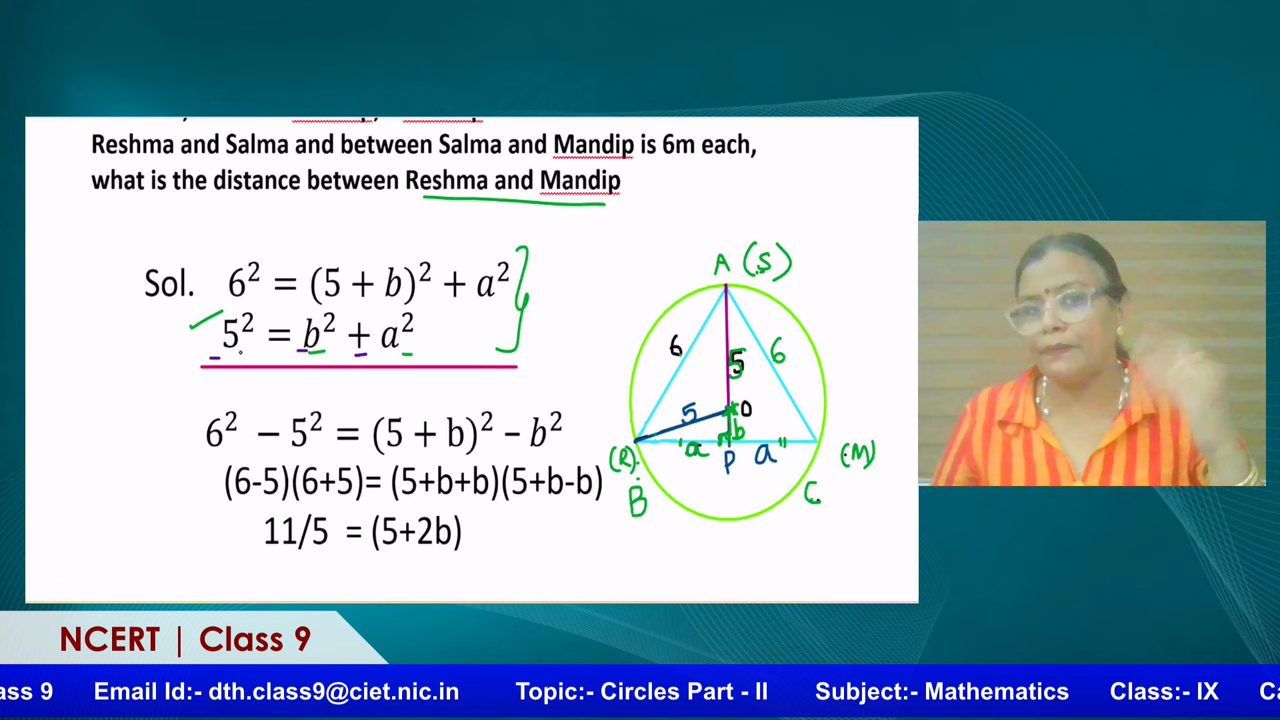 Reshma and Salma and between Salma and Mandip is 6m each,
what is the distance between Reshma and Mandip
Sol. 6² = (5 + b)² + a²
5² = b² + a²
6² – 5² = (5 + b)² – b²
(6-5)(6+5)= (5+b+b)(5+b-b)
11/5 = (5+2b)
A (S)
6
5
6
5
O
b
a
P
a
(R)
(M)
B
C
NCERT | Class 9
ass 9 Email Id:- dth.class9@ciet.nic.in Topic:- Circles Part - II Subject:- Mathematics Class:- IX Ca